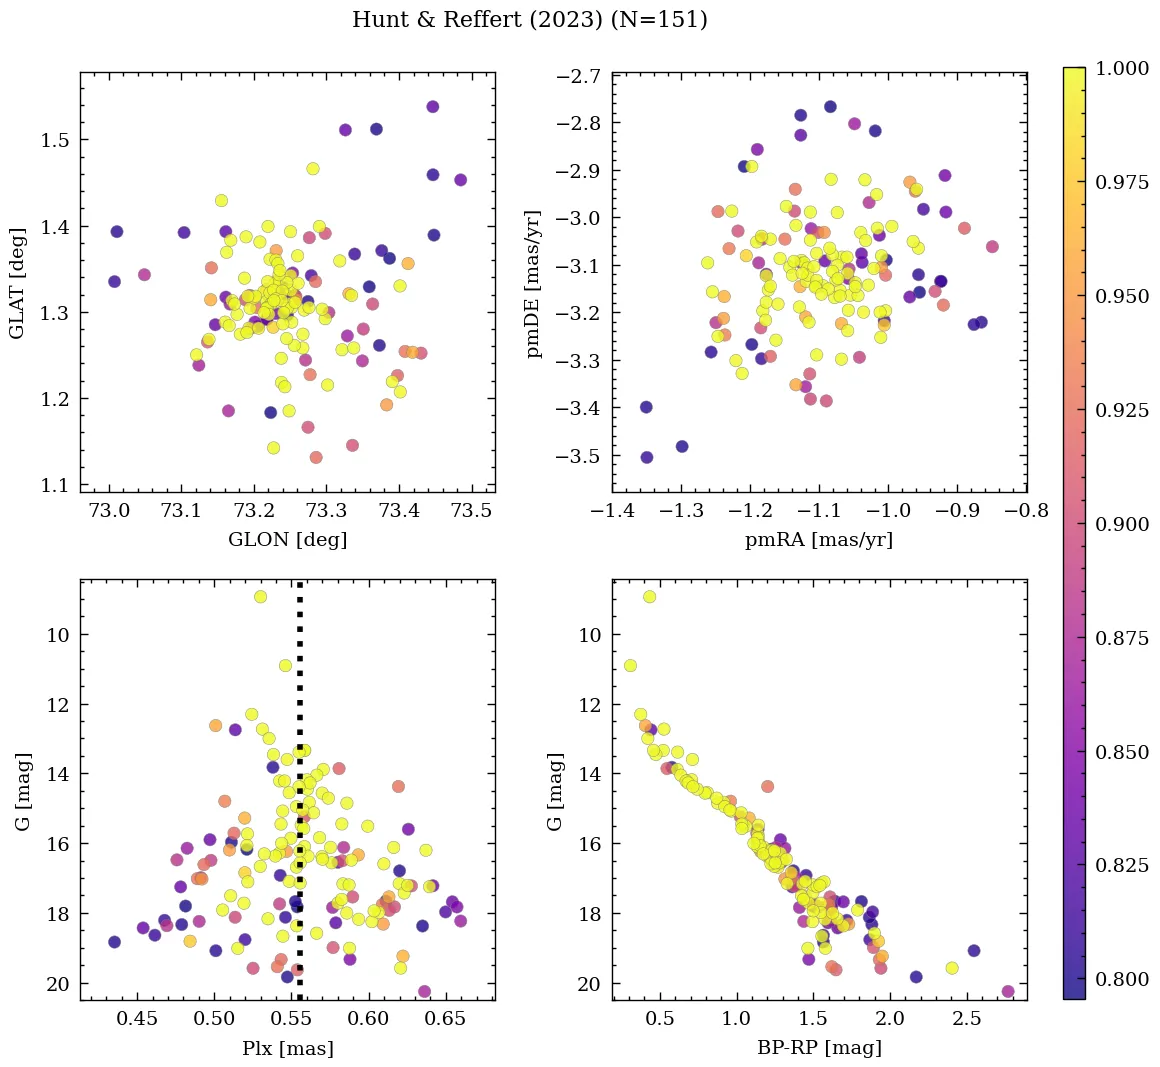 Hunt & Reffert (2023) (N=151)
GLAT [deg]
1.5
1.4
1.3
1.2
1.1
73.0 73.1 73.2 73.3 73.4 73.5
GLON [deg]
pmDE [mas/yr]
−2.7
−2.8
−2.9
−3.0
−3.1
−3.2
−3.3
−3.4
−3.5
−1.4 −1.3 −1.2 −1.1 −1.0 −0.9 −0.8
pmRA [mas/yr]
G [mag]
10
12
14
16
18
20
0.45 0.50 0.55 0.60 0.65
Plx [mas]
G [mag]
10
12
14
16
18
20
0.5 1.0 1.5 2.0 2.5
BP-RP [mag]
1.000
0.975
0.950
0.925
0.900
0.875
0.850
0.825
0.800